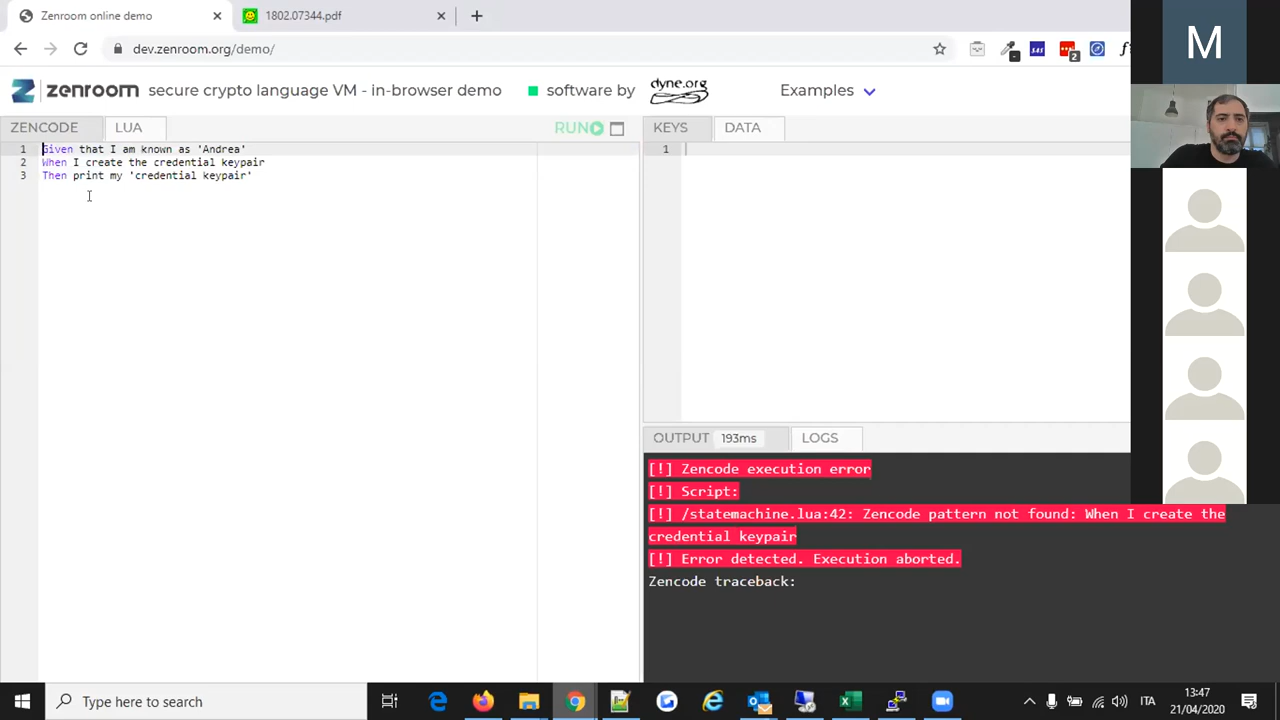 Zenroom online demo
1802.07344.pdf
dev.zenroom.org/demo/
2
zenroom secure crypto language VM - in-browser demo software by dyne.org Examples
M
ZENCODE LUA RUN KEYS DATA
1 Given that I am known as 'Andrea'
2 When I create the credential keypair
3 Then print my 'credential keypair'
1
OUTPUT 193ms LOGS
[!] Zencode execution error
[!] Script:
[!] /statemachine.lua:42: Zencode pattern not found: When I create the
credential keypair
[!] Error detected. Execution aborted.
Zencode traceback:
Type here to search
ITA
13:47
21/04/2020